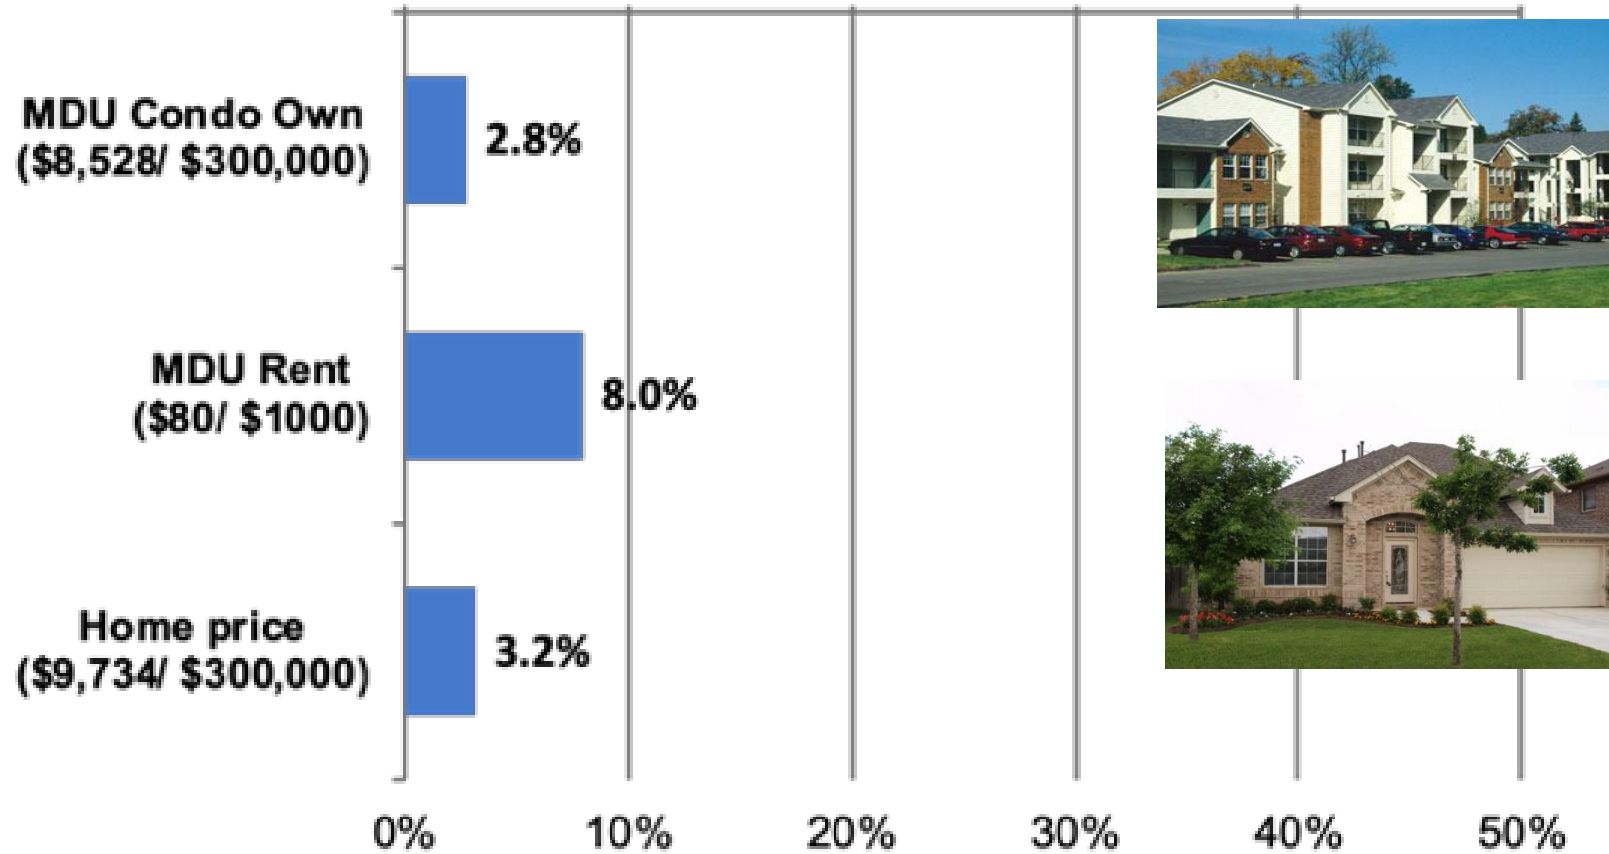 MDU Condo Own
($8,528/ $300,000)
2.8%
MDU Rent
($80/ $1000)
8.0%
Home price
($9,734/ $300,000)
3.2%
0% 10% 20% 30% 40% 50%